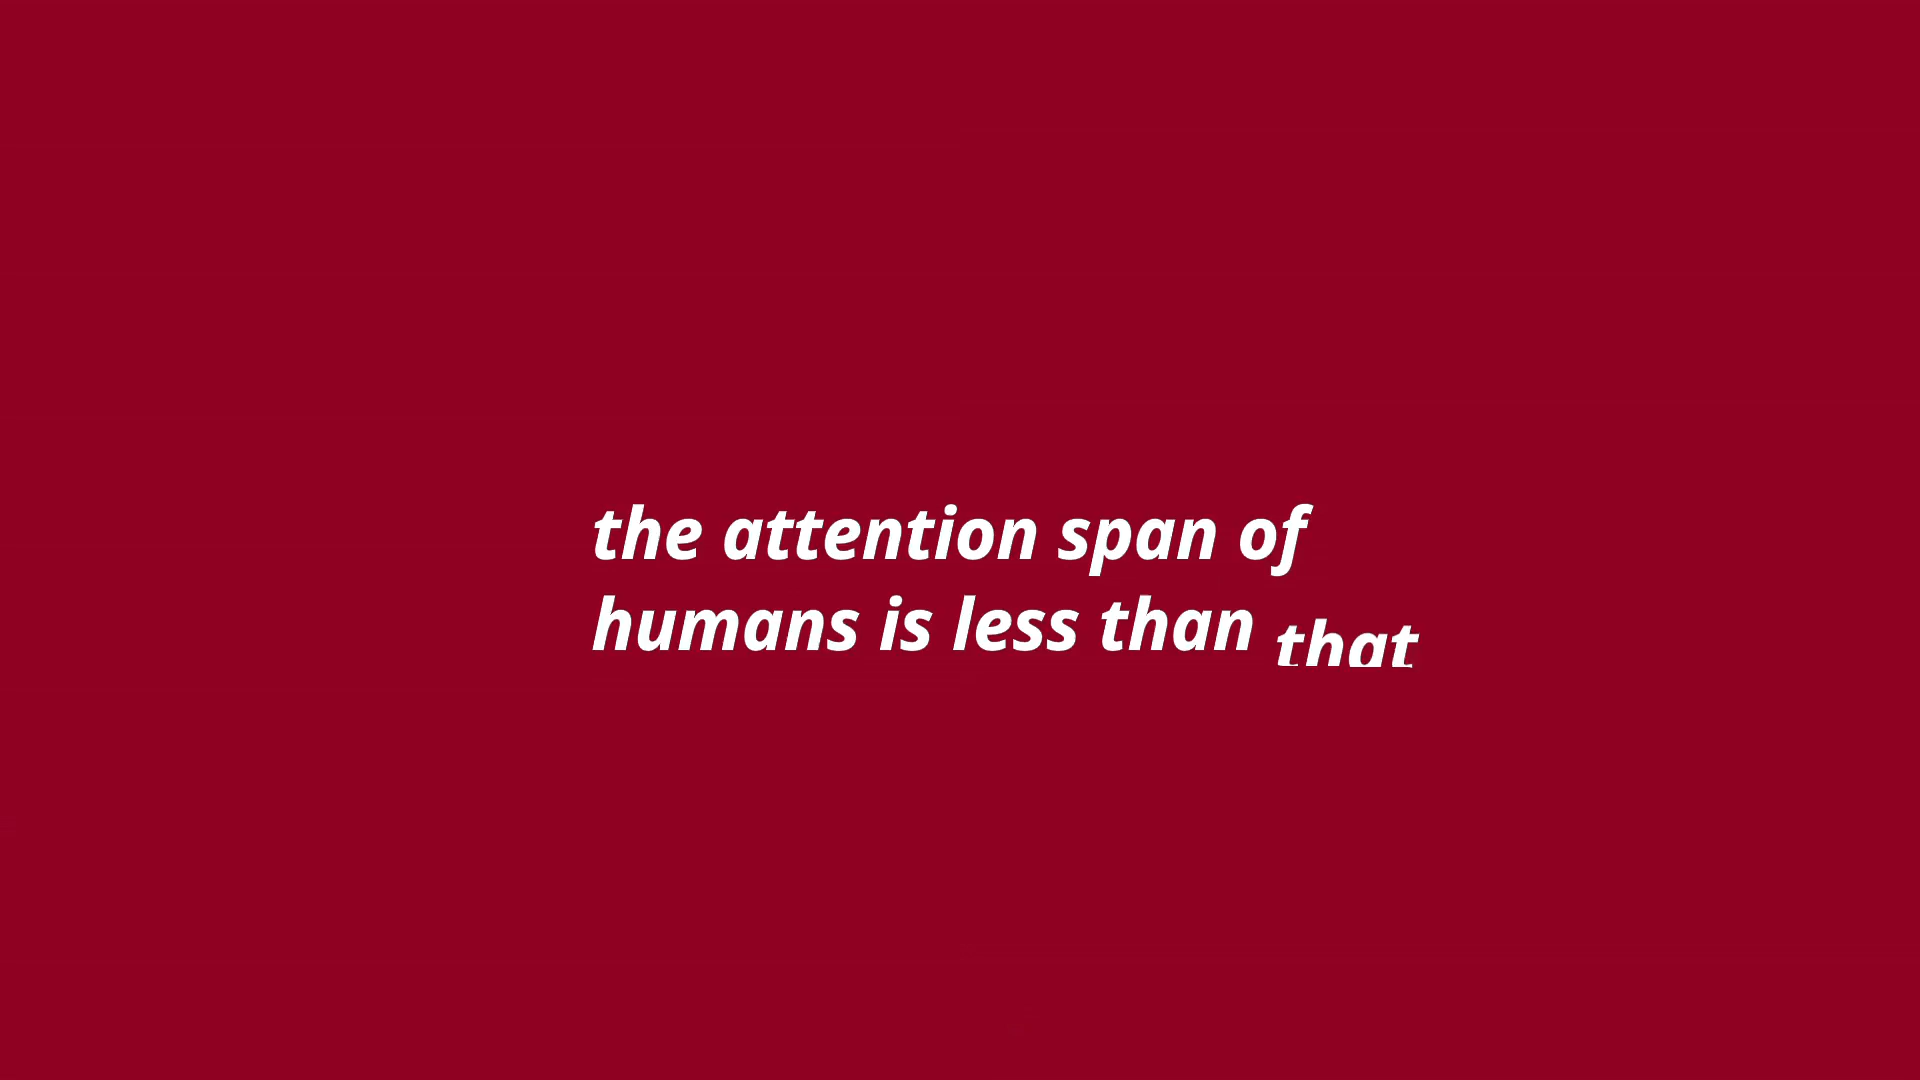 the attention span of
humans is less than that